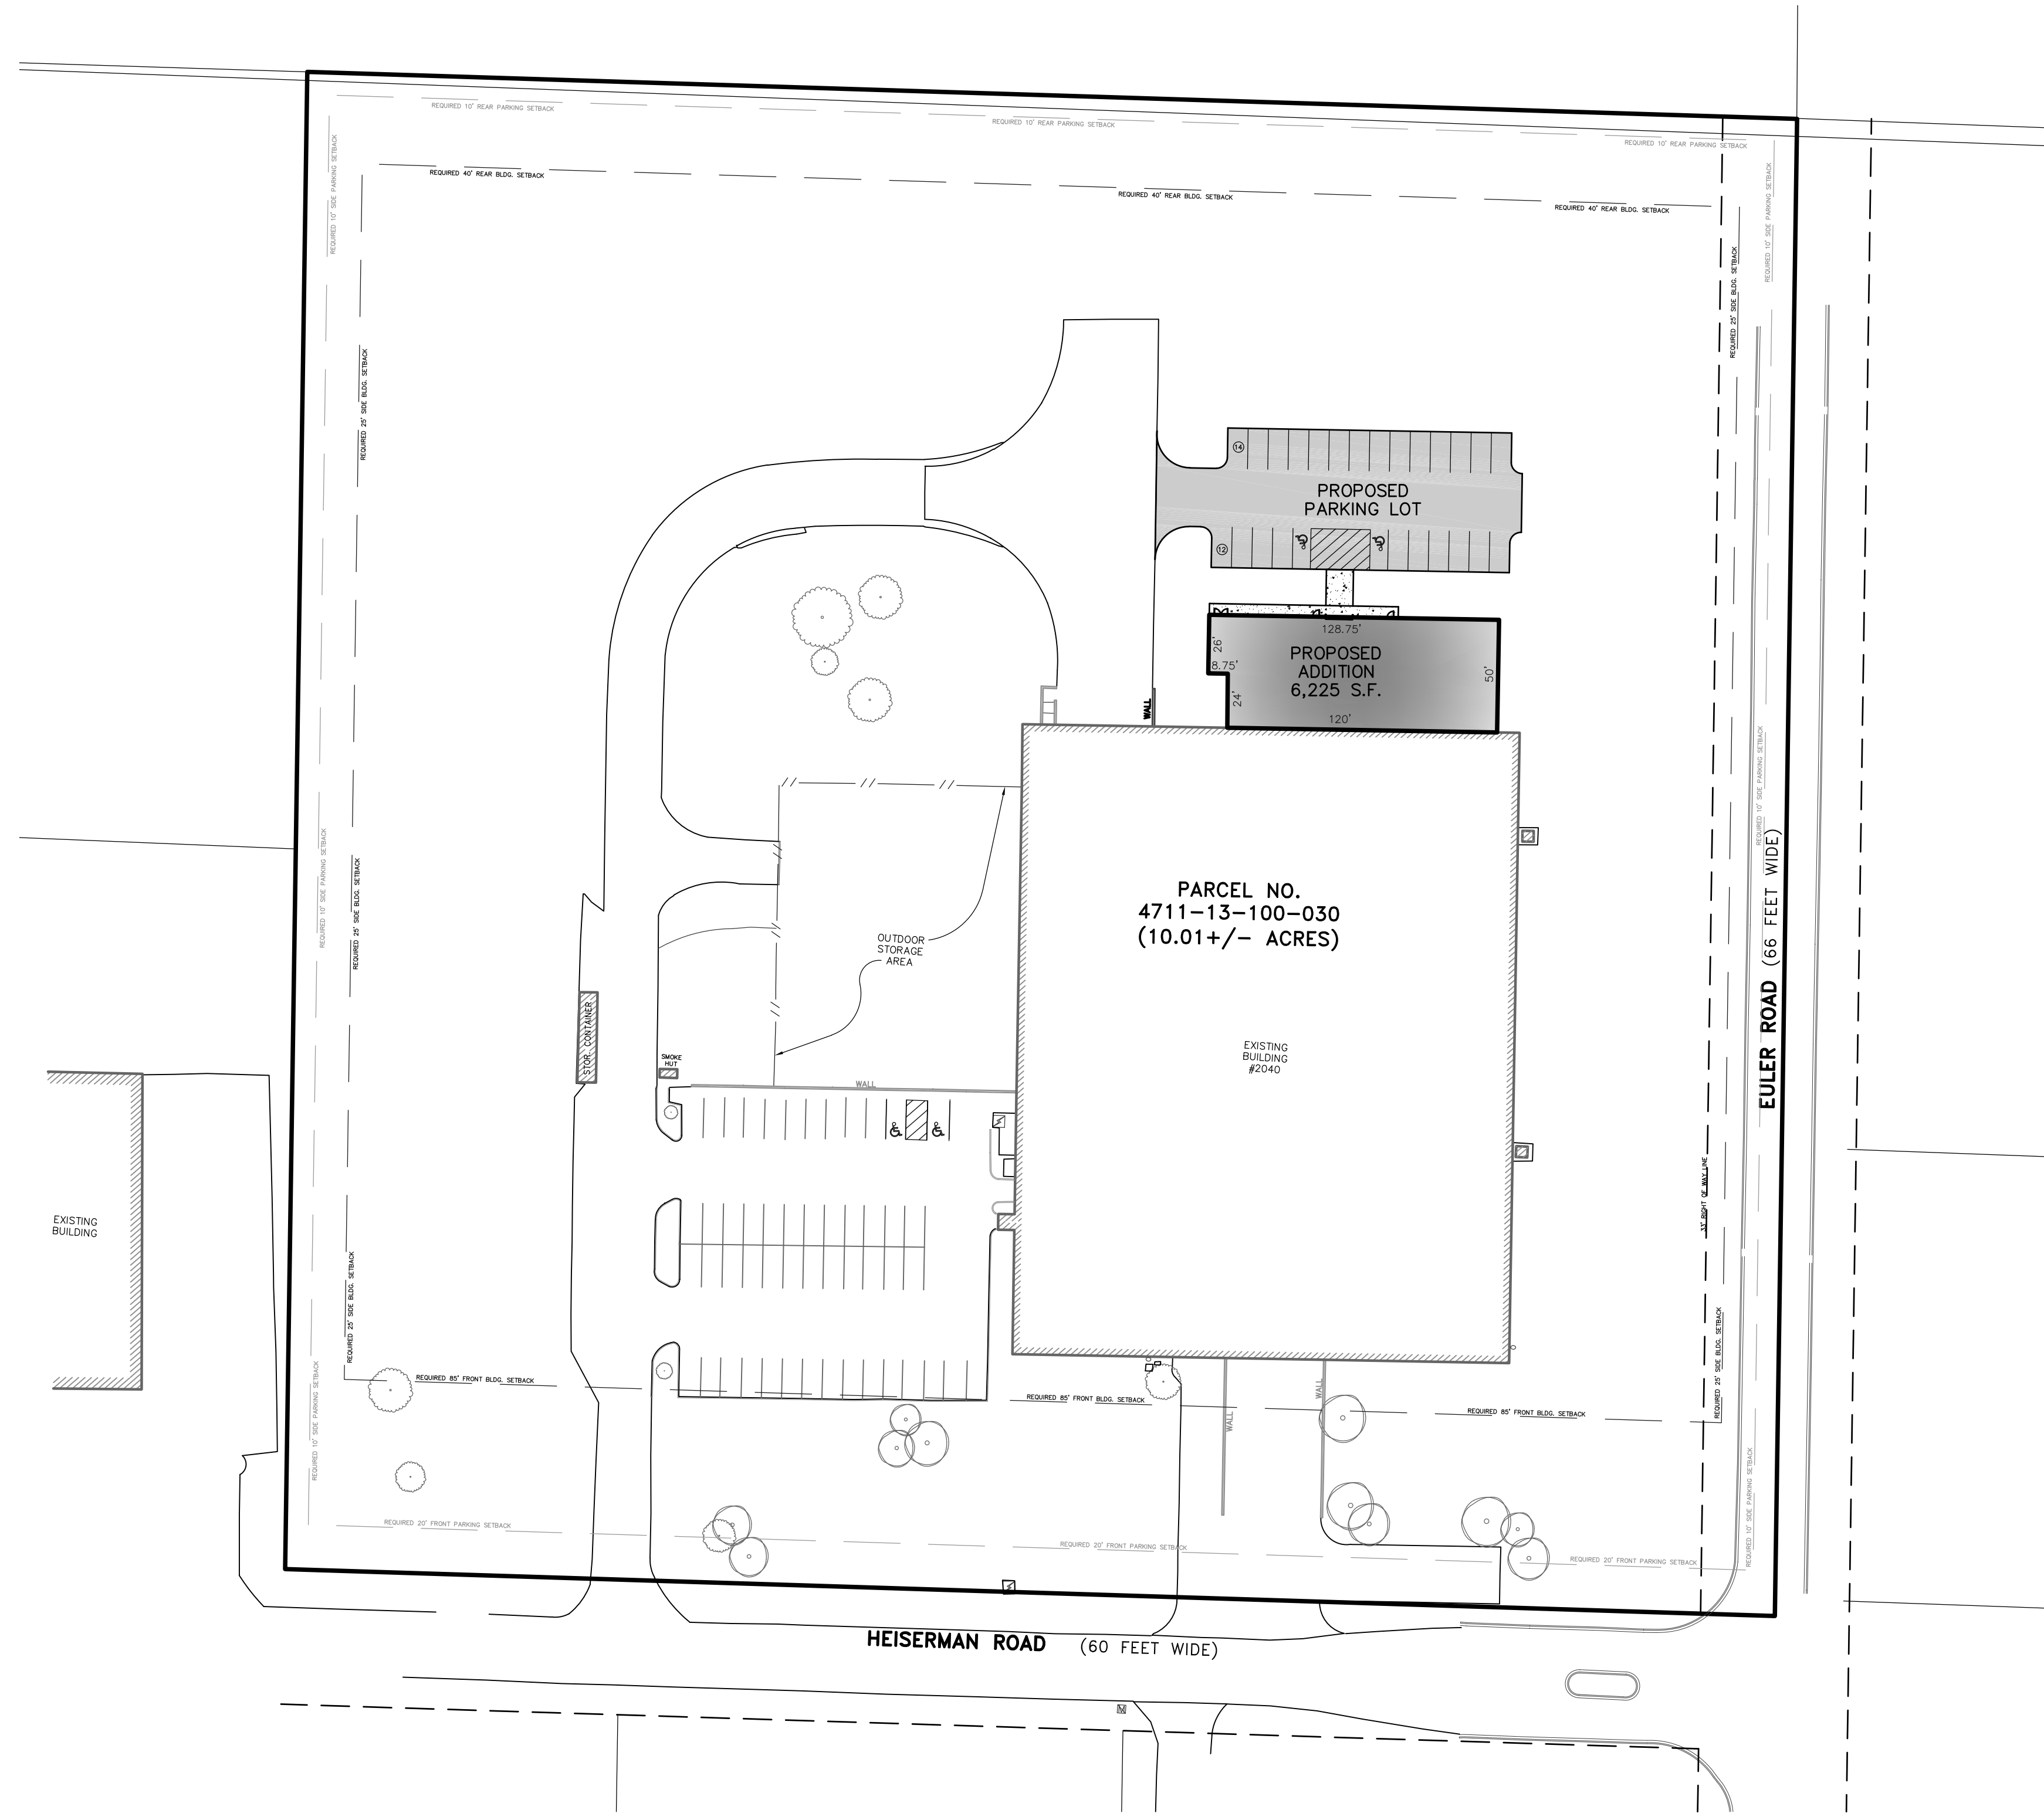 REQUIRED 10' REAR PARKING SETBACK
REQUIRED 10' REAR PARKING SETBACK
REQUIRED 10' REAR PARKING SETBACK
REQUIRED 40' REAR BLDG. SETBACK
REQUIRED 40' REAR BLDG. SETBACK
REQUIRED 40' REAR BLDG. SETBACK
REQUIRED 10' SIDE PARKING SETBACK
REQUIRED 10' SIDE PARKING SETBACK
REQUIRED 25' SIDE BLDG. SETBACK
REQUIRED 25' SIDE BLDG. SETBACK
14
PROPOSED
PARKING LOT
12
128.75'
26'
8.75'
24'
120'
50'
PROPOSED
ADDITION
6,225 S.F.
WALL
REQUIRED 10' SIDE PARKING SETBACK
REQUIRED 10' SIDE PARKING SETBACK
REQUIRED 25' SIDE BLDG. SETBACK
PARCEL NO.
4711-13-100-030
(10.01+/- ACRES)
EULER ROAD (66 FEET WIDE)
OUTDOOR
STORAGE
AREA
STOR. CONTAINER
SMOKE
HUT
WALL
EXISTING
BUILDING
#2040
33' RIGHT OF WAY LINE
EXISTING
BUILDING
REQUIRED 25' SIDE BLDG. SETBACK
REQUIRED 25' SIDE BLDG. SETBACK
REQUIRED 10' SIDE PARKING SETBACK
REQUIRED 10' SIDE PARKING SETBACK
REQUIRED 85' FRONT BLDG. SETBACK
REQUIRED 85' FRONT BLDG. SETBACK
REQUIRED 85' FRONT BLDG. SETBACK
WALL
WALL
REQUIRED 20' FRONT PARKING SETBACK
REQUIRED 20' FRONT PARKING SETBACK
REQUIRED 20' FRONT PARKING SETBACK
HEISERMAN ROAD (60 FEET WIDE)